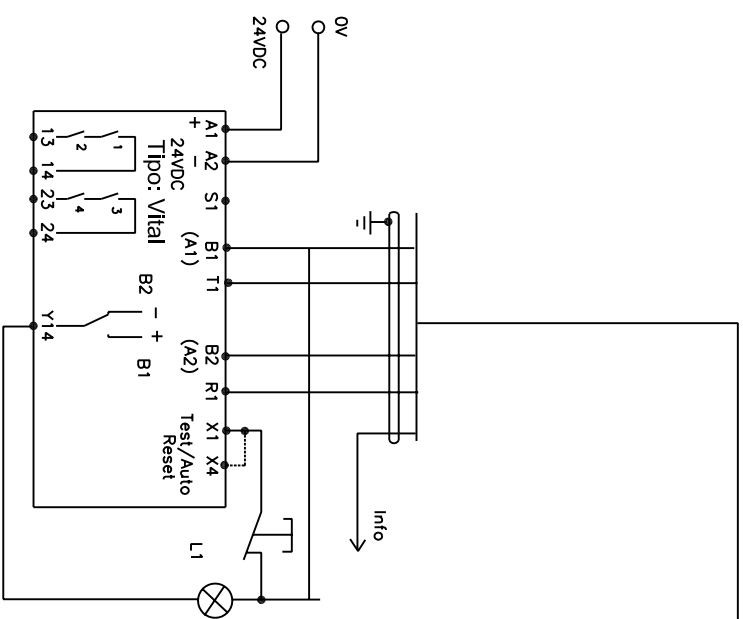 0V
24VDC
A1
+
A2
−
S1
B1
(A1)
T1
B2
(A2)
R1
X1
X4
24VDC
Tipo: Vital
Test/Auto
Reset
1
2
3
4
13
14
23
24
B2
−
+
B1
Y14
L1
Info